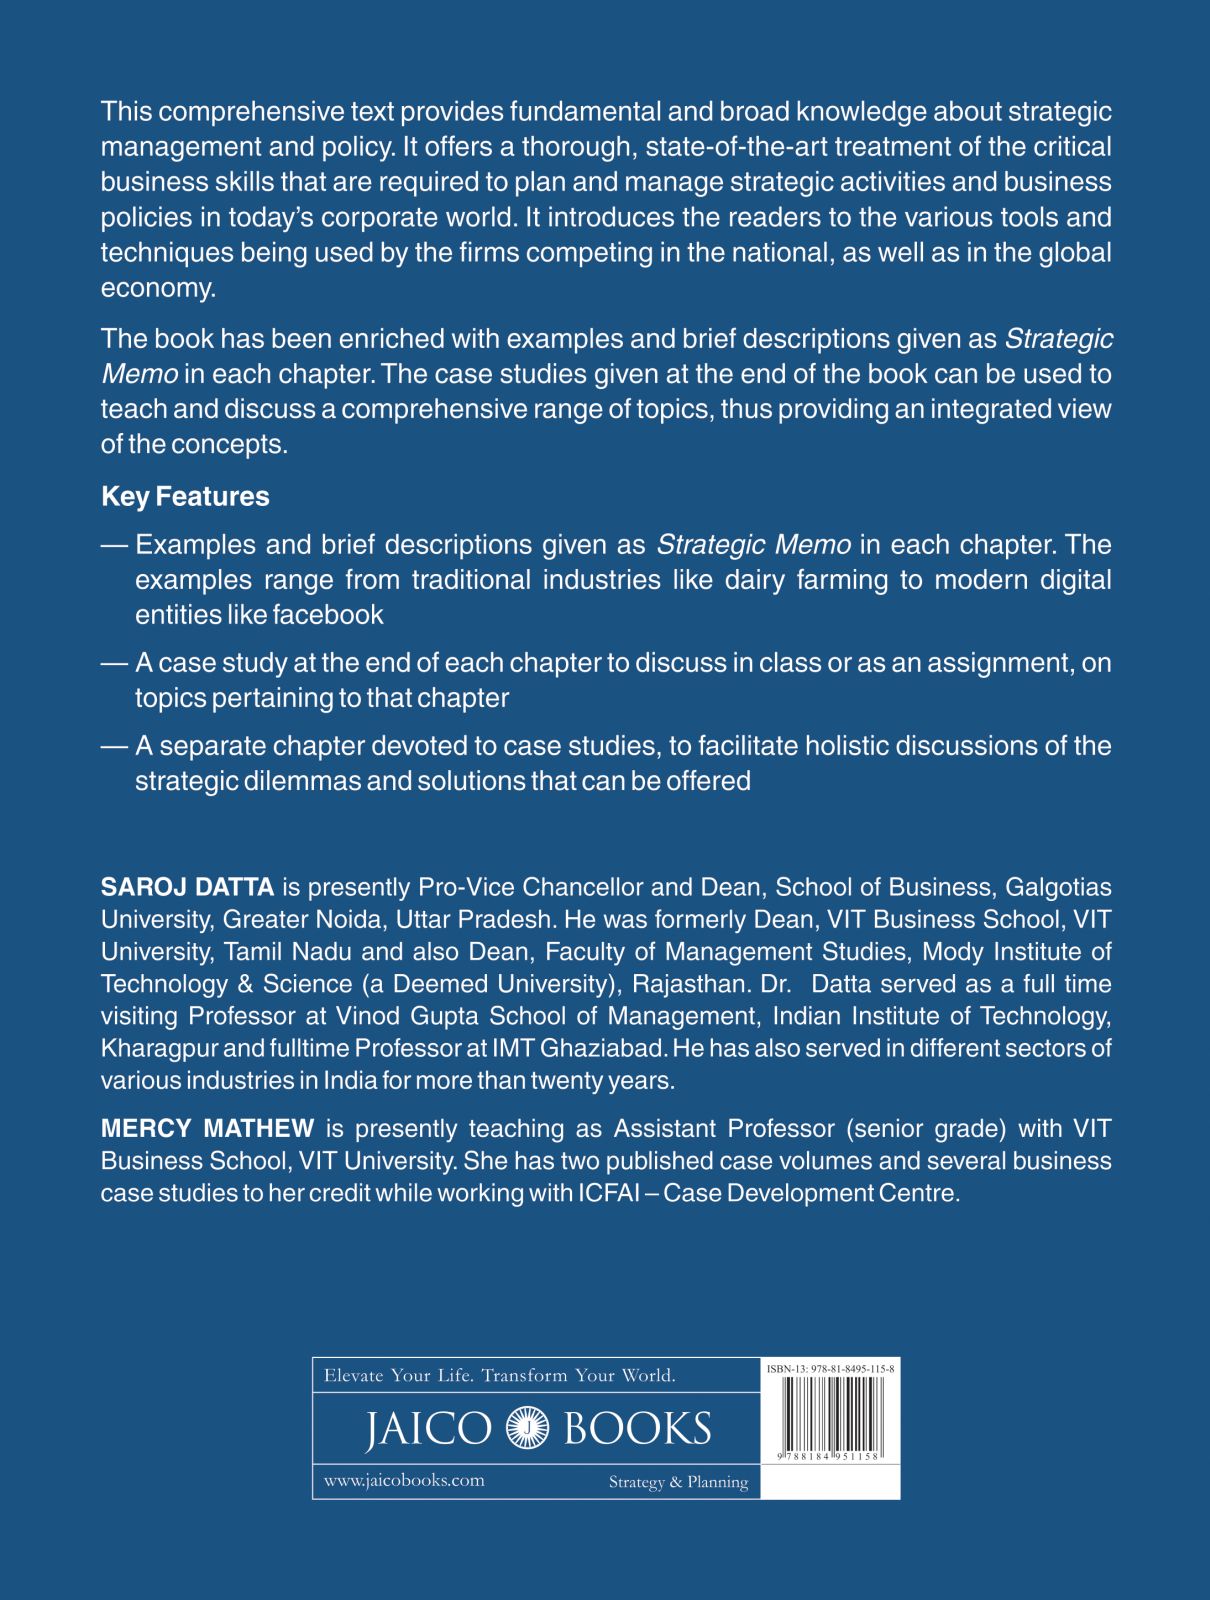 This comprehensive text provides fundamental and broad knowledge about strategic
management and policy. It offers a thorough, state-of-the-art treatment of the critical
business skills that are required to plan and manage strategic activities and business
policies in today’s corporate world. It introduces the readers to the various tools and
techniques being used by the firms competing in the national, as well as in the global
economy.
The book has been enriched with examples and brief descriptions given as Strategic
Memo in each chapter. The case studies given at the end of the book can be used to
teach and discuss a comprehensive range of topics, thus providing an integrated view
of the concepts.
Key Features
— Examples and brief descriptions given as Strategic Memo in each chapter. The
examples range from traditional industries like dairy farming to modern digital
entities like facebook
— A case study at the end of each chapter to discuss in class or as an assignment, on
topics pertaining to that chapter
— A separate chapter devoted to case studies, to facilitate holistic discussions of the
strategic dilemmas and solutions that can be offered
SAROJ DATTA is presently Pro-Vice Chancellor and Dean, School of Business, Galgotias
University, Greater Noida, Uttar Pradesh. He was formerly Dean, VIT Business School, VIT
University, Tamil Nadu and also Dean, Faculty of Management Studies, Mody Institute of
Technology & Science (a Deemed University), Rajasthan. Dr. Datta served as a full time
visiting Professor at Vinod Gupta School of Management, Indian Institute of Technology,
Kharagpur and fulltime Professor at IMT Ghaziabad. He has also served in different sectors of
various industries in India for more than twenty years.
MERCY MATHEW is presently teaching as Assistant Professor (senior grade) with VIT
Business School, VIT University. She has two published case volumes and several business
case studies to her credit while working with ICFAI – Case Development Centre.
Elevate Your Life. Transform Your World.
JAICO J BOOKS
www.jaicobooks.com
Strategy & Planning
ISBN-13: 978-81-8495-115-8
9 788184 951158